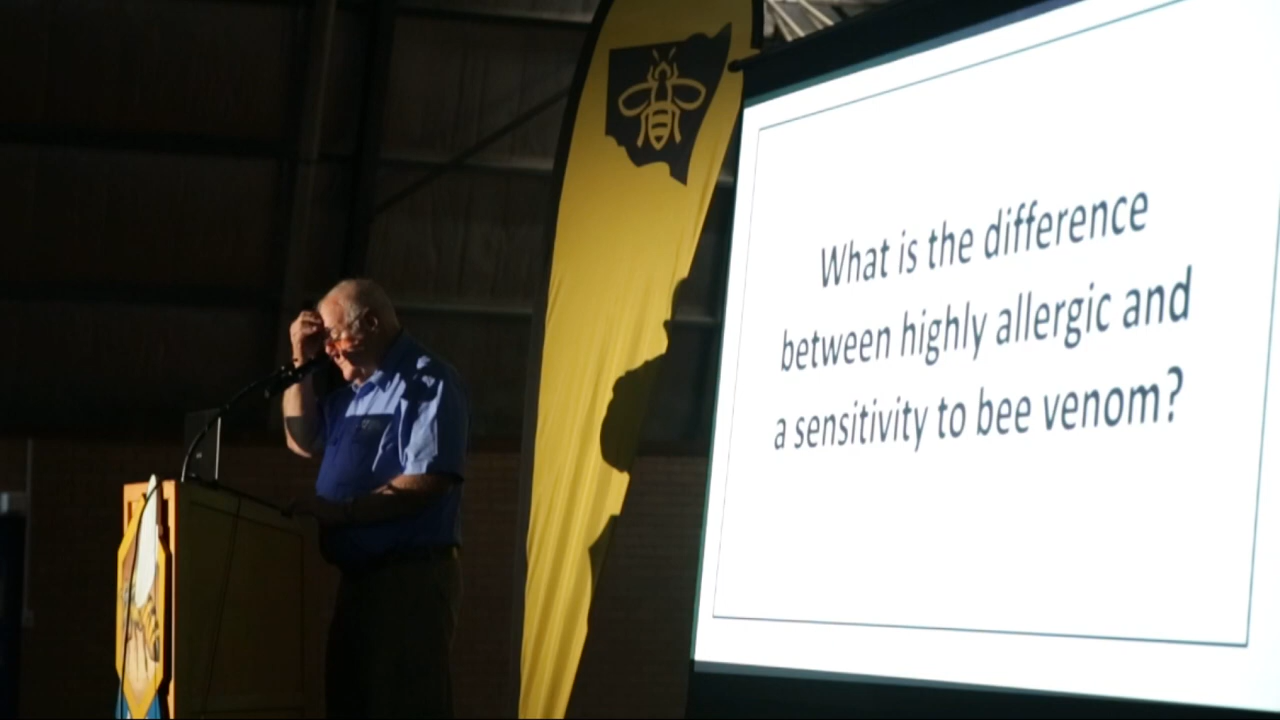 What is the difference
between highly allergic and
a sensitivity to bee venom?